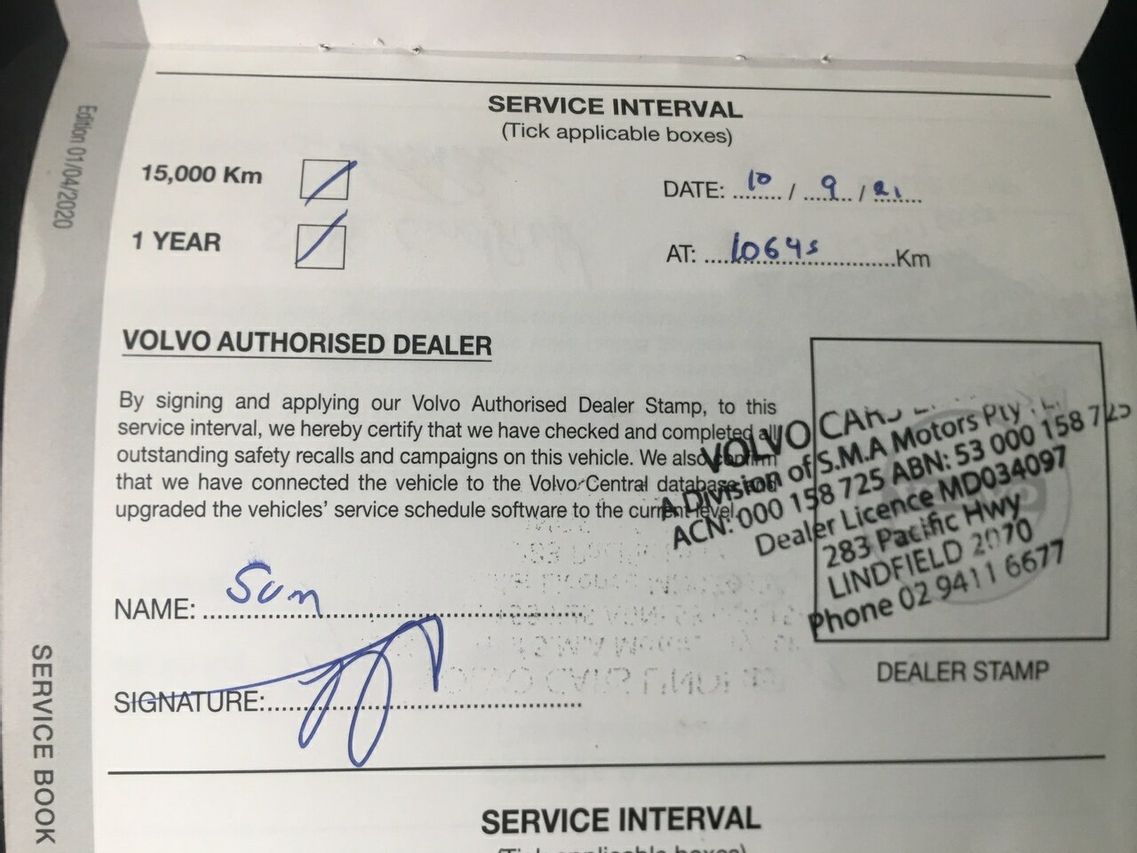 SERVICE INTERVAL
(Tick applicable boxes)
15,000 Km
DATE: 10 / 9 / 21
1 YEAR
AT: 10645 Km
VOLVO AUTHORISED DEALER
By signing and applying our Volvo Authorised Dealer Stamp, to this
service interval, we hereby certify that we have checked and completed all
outstanding safety recalls and campaigns on this vehicle. We also confirm
that we have connected the vehicle to the Volvo Central database and
upgraded the vehicles' service schedule software to the current level.
VOLVO CARS
A Division of S.M.A Motors Pty
ACN: 000 158 725 ABN: 53 000 158 725
Dealer Licence MD034097
283 Pacific Hwy
LINDFIELD 2070
Phone 02 9411 6677
DEALER STAMP
NAME: Sum
SIGNATURE:
SERVICE INTERVAL
Edition 01/04/2020
SERVICE BOOK